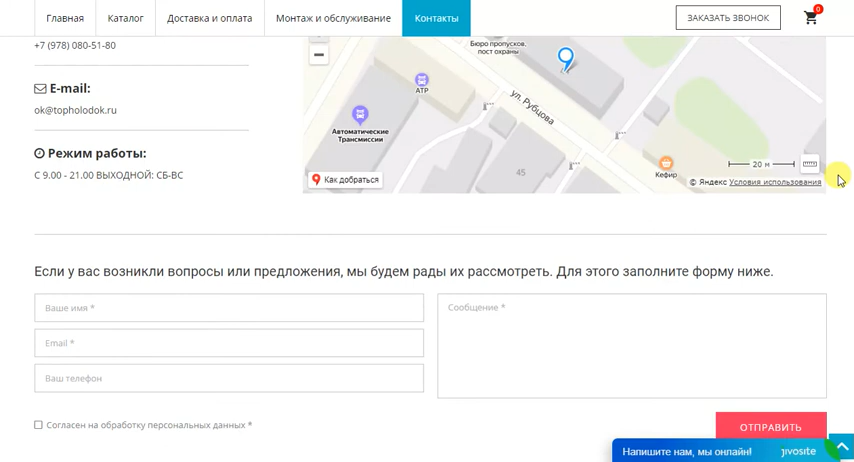 Главная Каталог Доставка и оплата Монтаж и обслуживание Контакты ЗАКАЗАТЬ ЗВОНОК 0
+7 (978) 080-51-80
E-mail:
ok@topholodok.ru
Режим работы:
С 9.00 - 21.00 ВЫХОДНОЙ: СБ-ВС
Бюро пропусков,
пост охраны
АТР
ул. Рубцова
Автоматические
Трансмиссии
45
Кефир
20 м
Как добраться
© Яндекс Условия использования
Если у вас возникли вопросы или предложения, мы будем рады их рассмотреть. Для этого заполните форму ниже.
Ваше имя *
Email *
Ваш телефон
Сообщение *
Согласен на обработку персональных данных *
ОТПРАВИТЬ
Напишите нам, мы онлайн! jivosite